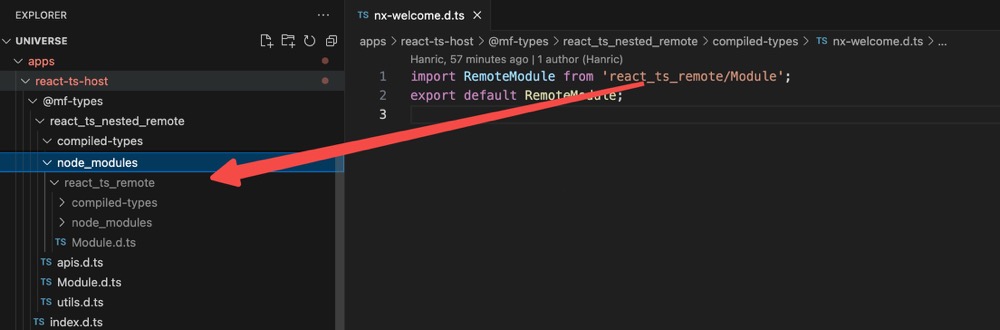 EXPLORER
UNIVERSE
apps
react-ts-host
@mf-types
react_ts_nested_remote
compiled-types
node_modules
react_ts_remote
compiled-types
node_modules
TS Module.d.ts
TS apis.d.ts
TS Module.d.ts
TS utils.d.ts
TS index.d.ts
TS nx-welcome.d.ts
apps > react-ts-host > @mf-types > react_ts_nested_remote > compiled-types > TS nx-welcome.d.ts > ...
Hanric, 57 minutes ago | 1 author (Hanric)
1 import RemoteModule from 'react_ts_remote/Module';
2 export default RemoteModule;
3